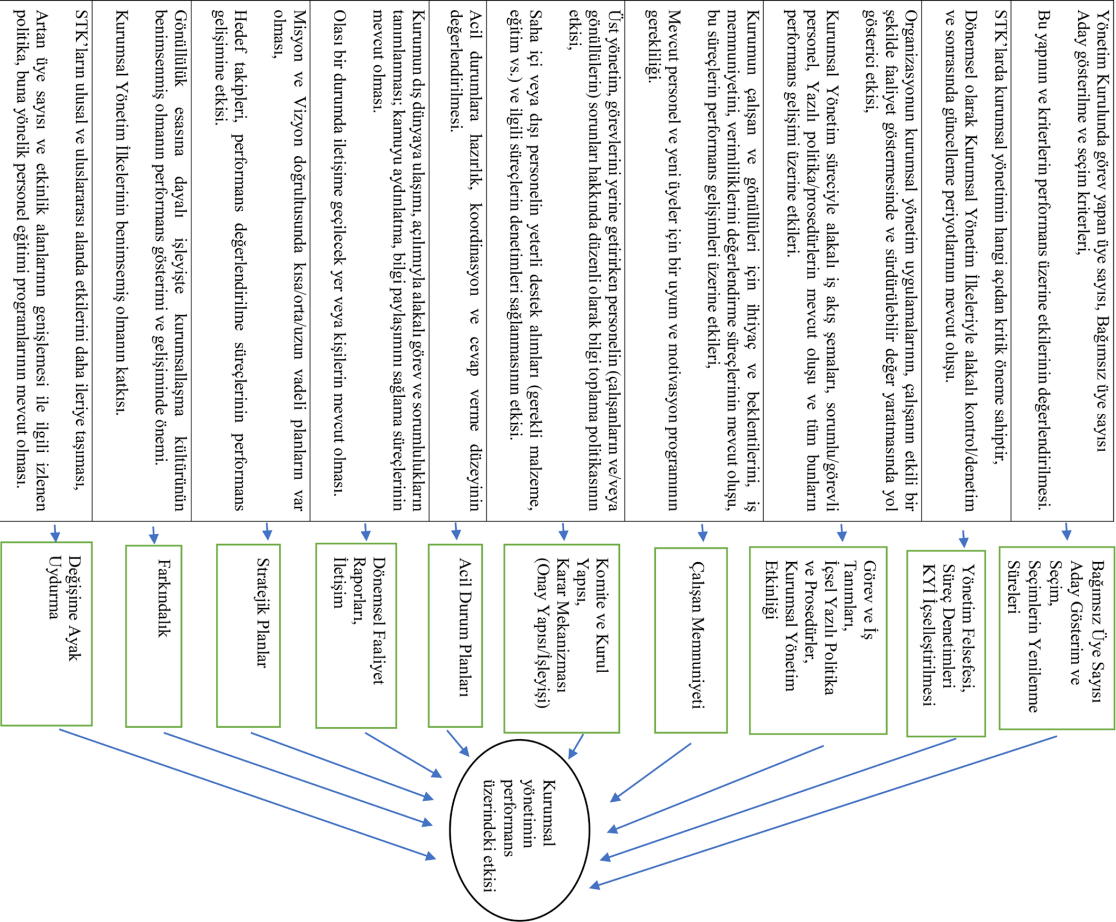 Yönetim Kurulunda görev yapan üye sayısı, Bağımsız üye sayısı
Aday gösterilme ve seçim kriterleri,
Bu yapının ve kriterlerin performans üzerine etkilerinin değerlendirilmesi.
STK’larda kurumsal yönetimin hangi açıdan kritik öneme sahiptir,
Dönemsel olarak Kurumsal Yönetim İlkeleriyle alakalı kontrol/denetim
ve sonrasında güncelleme periyotlarının mevcut oluşu.
Organizasyonun kurumsal yönetim uygulamalarının, çalışanın etkili bir
şekilde faaliyet göstermesinde ve sürdürülebilir değer yaratmasında yol
gösterici etkisi,
Kurumsal Yönetim süreciyle alakalı iş akış şemaları, sorumlu/görevli
personel, Yazılı politika/prosedürlerin mevcut oluşu ve tüm bunların
performans gelişimi üzerine etkileri.
Kurumun çalışan ve gönüllüleri için ihtiyaç ve beklentilerini, iş
memnuniyetini, verimliliklerini değerlendirme süreçlerinin mevcut oluşu,
bu süreçlerin performans gelişimleri üzerine etkileri,
Mevcut personel ve yeni üyeler için bir uyum ve motivasyon programının
gerekliliği.
Üst yönetim, görevlerini yerine getirirken personelin (çalışanların ve/veya
gönüllülerin) sorunları hakkında düzenli olarak bilgi toplama politikasının
etkisi,
Saha içi veya dışı personelin yeterli destek alımları (gerekli malzeme,
eğitim vs.) ve ilgili süreçlerin denetimleri sağlanmasının etkisi.
Acil durumlara hazırlık, koordinasyon ve cevap verme düzeyinin
değerlendirilmesi.
Kurumun dış dünyaya ulaşımı, açılımıyla alakalı görev ve sorumlulukların
tanımlanması; kamuyu aydınlatma, bilgi paylaşımını sağlama süreçlerinin
mevcut olması.
Olası bir durumda iletişime geçilecek yer veya kişilerin mevcut olması.
Misyon ve Vizyon doğrultusunda kısa/orta/uzun vadeli planların var
olması,
Hedef takipleri, performans değerlendirilme süreçlerinin performans
gelişimine etkisi.
Gönüllülük esasına dayalı işleyişte kurumsallaşma kültürünün
benimsenmiş olmanın performans gösterimi ve gelişiminde önemi.
Kurumsal Yönetim İlkelerinin benimsemiş olmanın katkısı.
STK’ların ulusal ve uluslararası alanda etkilerini daha ileriye taşıması,
Artan üye sayısı ve etkinlik alanlarının genişlemesi ile ilgili izlenen
politika, buna yönelik personel eğitimi programlarının mevcut olması.
Bağımsız Üye Sayısı
Aday Gösterim ve
Seçim,
Seçimlerin Yenilenme
Süreleri
Yönetim Felsefesi,
Süreç Denetimleri
KYİ İçselleştirilmesi
Görev ve İş
Tanımları,
İçsel Yazılı Politika
ve Prosedürler,
Kurumsal Yönetim
Etkinliği
Çalışan Memnuniyeti
Komite ve Kurul
Yapısı,
Karar Mekanizması
(Onay Yapısı/İşleyişi)
Acil Durum Planları
Dönemsel Faaliyet
Raporları,
İletişim
Stratejik Planlar
Farkındalık
Değişime Ayak
Uydurma
Kurumsal
yönetimin
performans
üzerindeki etkisi